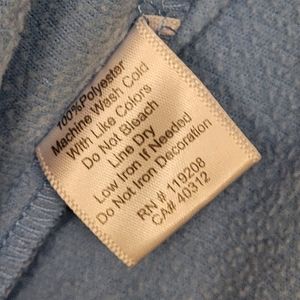 100%Polyester
Machine Wash Cold
With Like Colors
Do Not Bleach
Line Dry
Low Iron If Needed
Do Not Iron Decoration
RN # 119208
CA# 40312